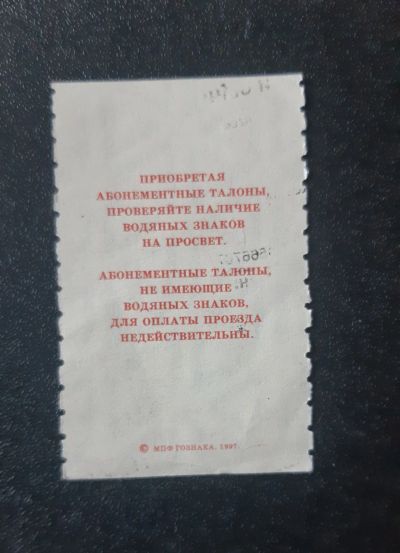 ПРИОБРЕТАЯ
АБОНЕМЕНТНЫЕ ТАЛОНЫ,
ПРОВЕРЯЙТЕ НАЛИЧИЕ
ВОДЯНЫХ ЗНАКОВ
НА ПРОСВЕТ.
АБОНЕМЕНТНЫЕ ТАЛОНЫ,
НЕ ИМЕЮЩИЕ
ВОДЯНЫХ ЗНАКОВ,
ДЛЯ ОПЛАТЫ ПРОЕЗДА
НЕДЕЙСТВИТЕЛЬНЫ.
© МПФ ГОЗНАКА. 1997.